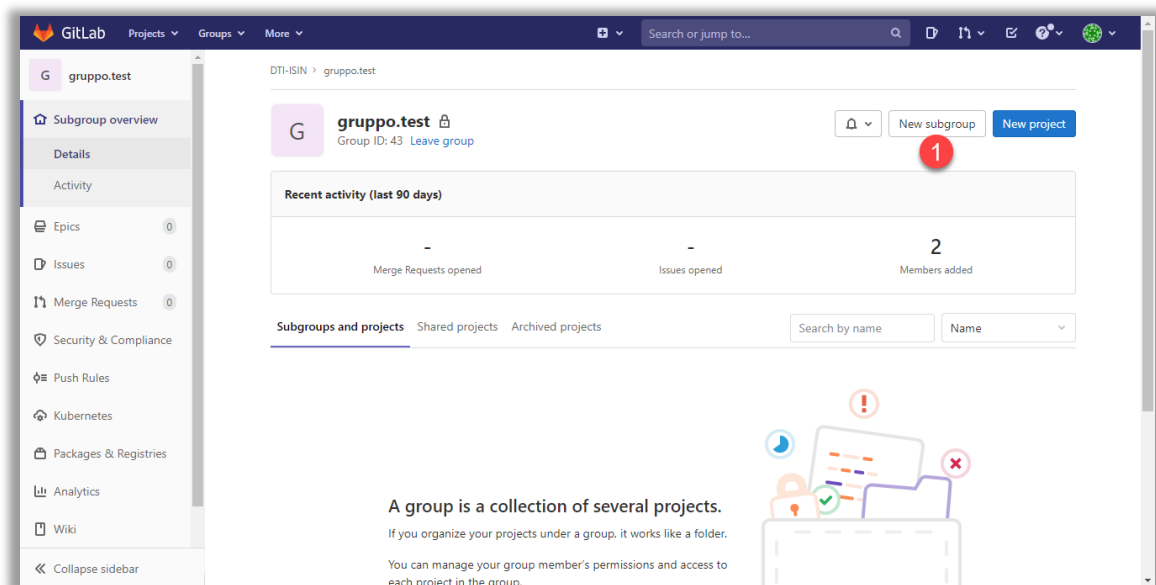 GitLab Projects Groups More Search or jump to...
G gruppo.test
Subgroup overview
Details
Activity
Epics 0
Issues 0
Merge Requests 0
Security & Compliance
Push Rules
Kubernetes
Packages & Registries
Analytics
Wiki
Collapse sidebar
DTI-ISIN > gruppo.test
G
gruppo.test
Group ID: 43 Leave group
New subgroup
New project
1
Recent activity (last 90 days)
-
Merge Requests opened
-
Issues opened
2
Members added
Subgroups and projects Shared projects Archived projects
Search by name
Name
A group is a collection of several projects.
If you organize your projects under a group, it works like a folder.
You can manage your group member's permissions and access to
each project in the group.